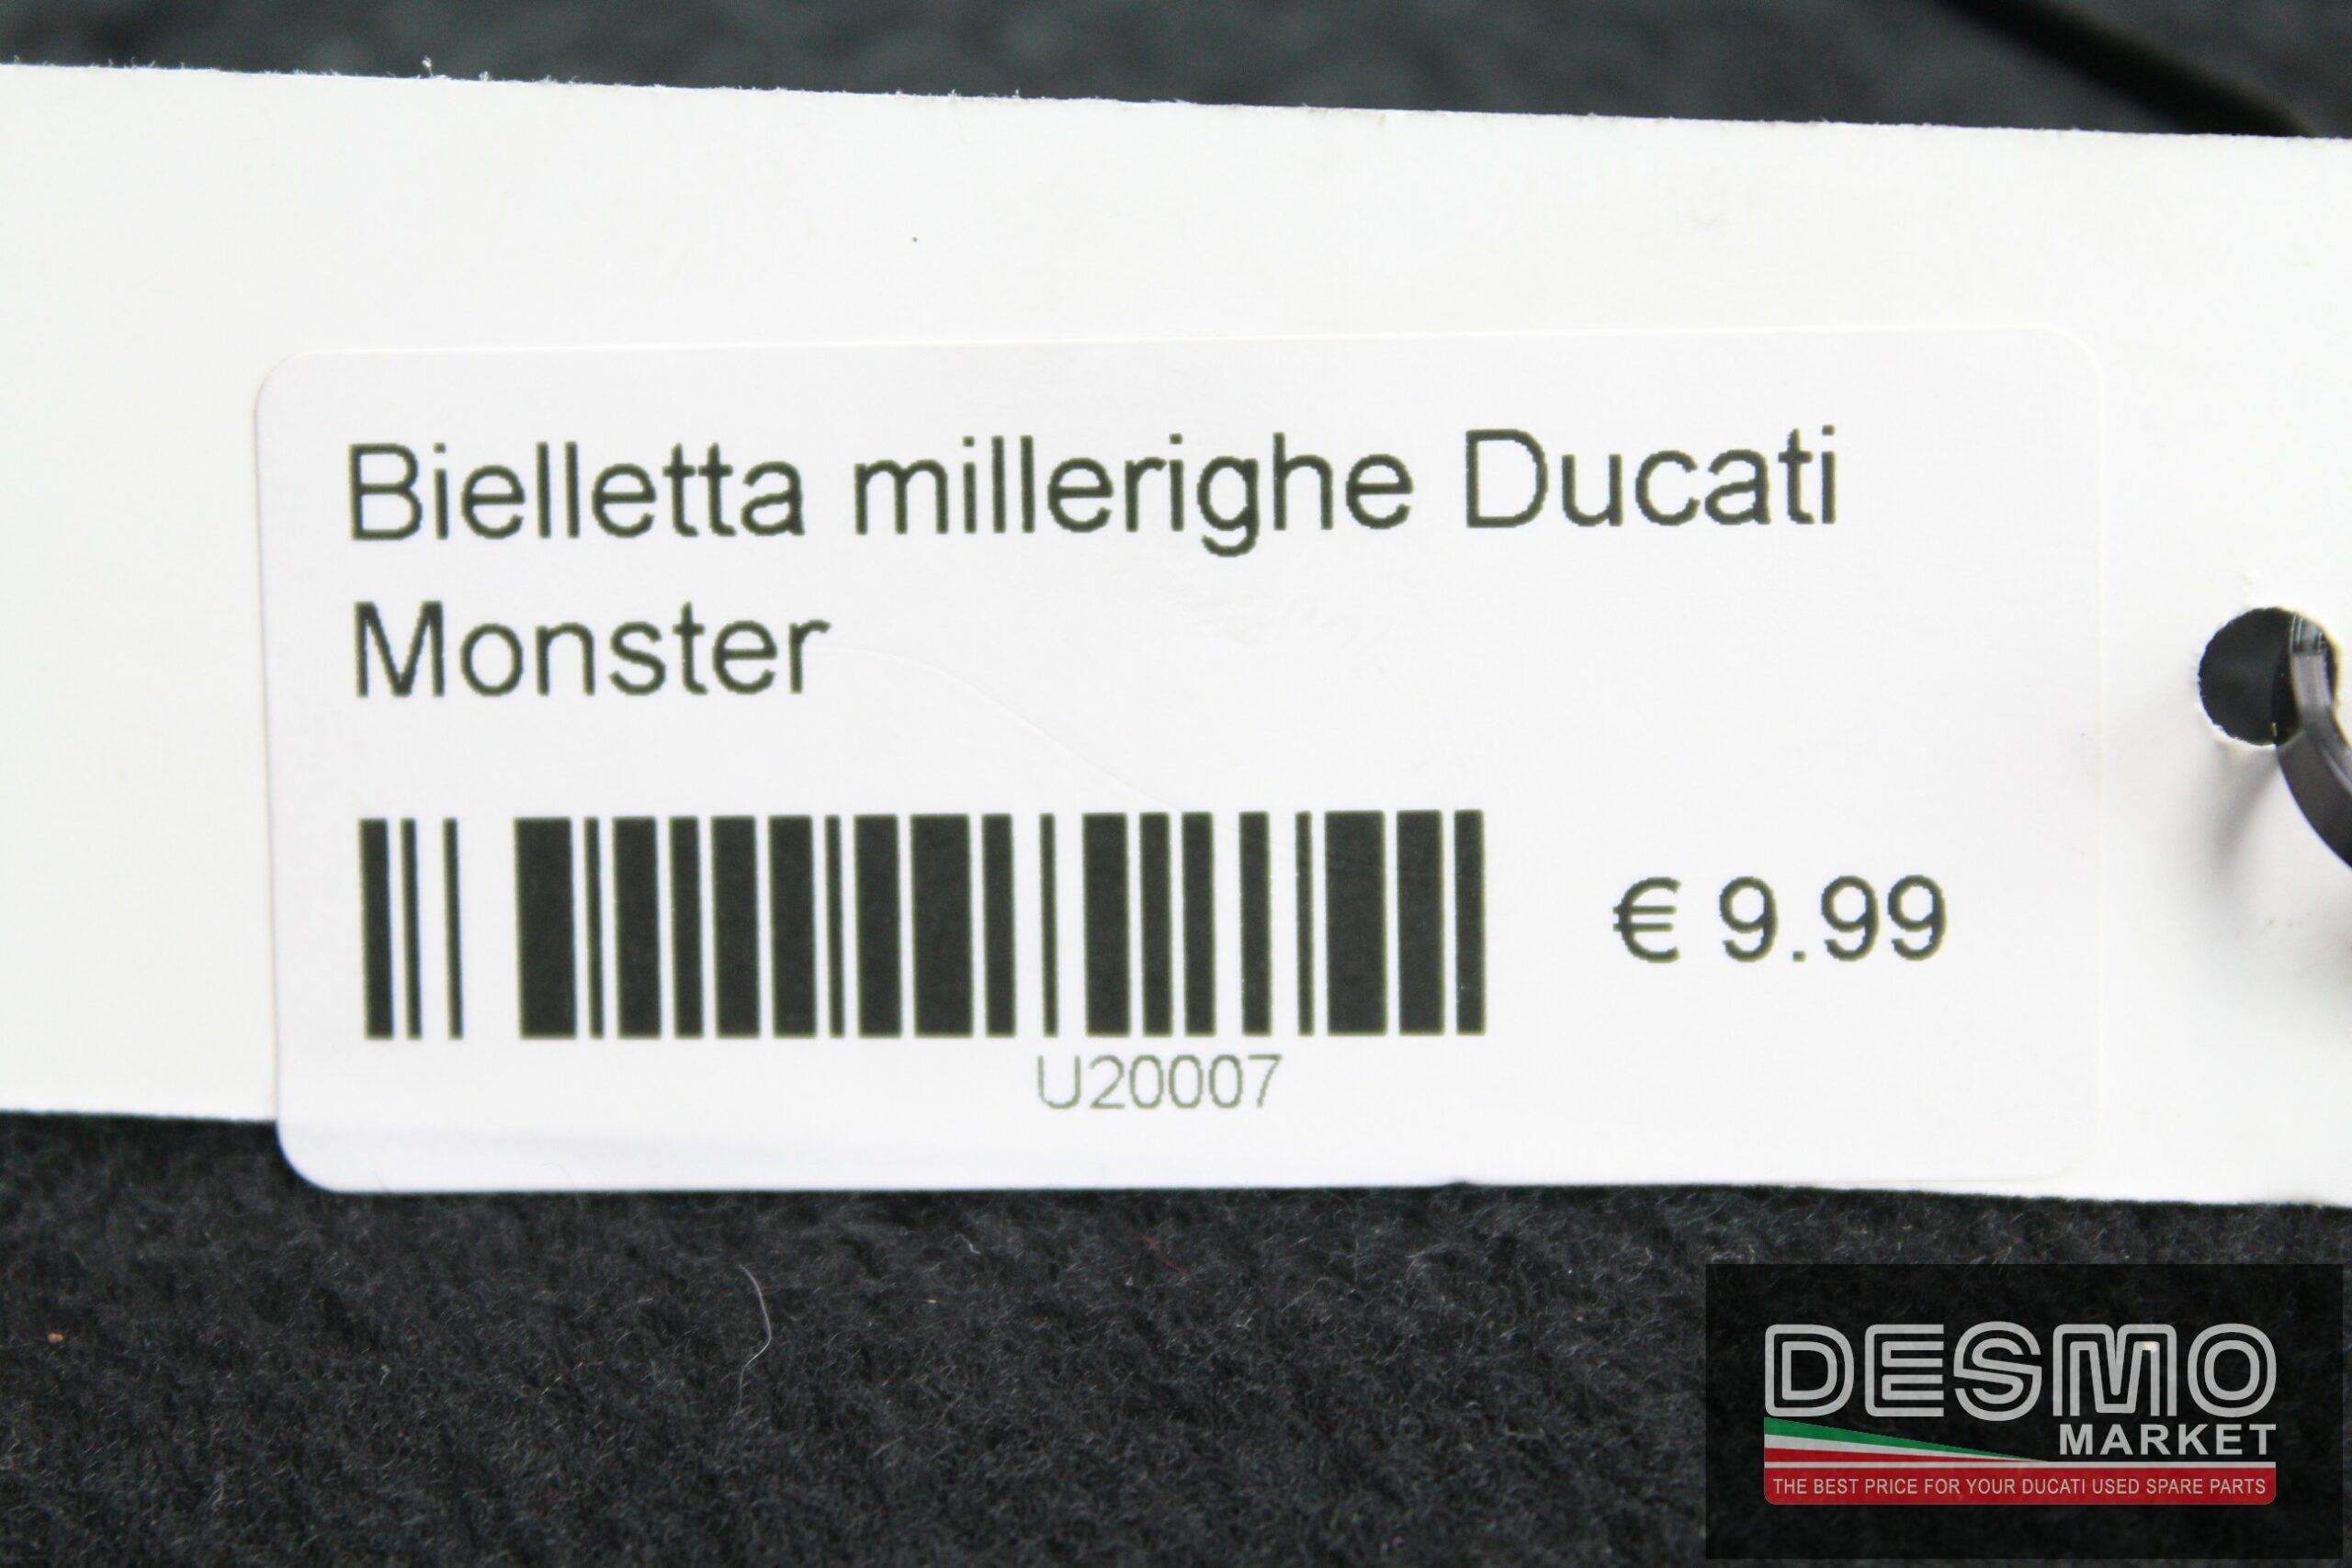 Bielletta millerighe Ducati
Monster
€ 9.99
U20007
DESMO
MARKET
THE BEST PRICE FOR YOUR DUCATI USED SPARE PARTS